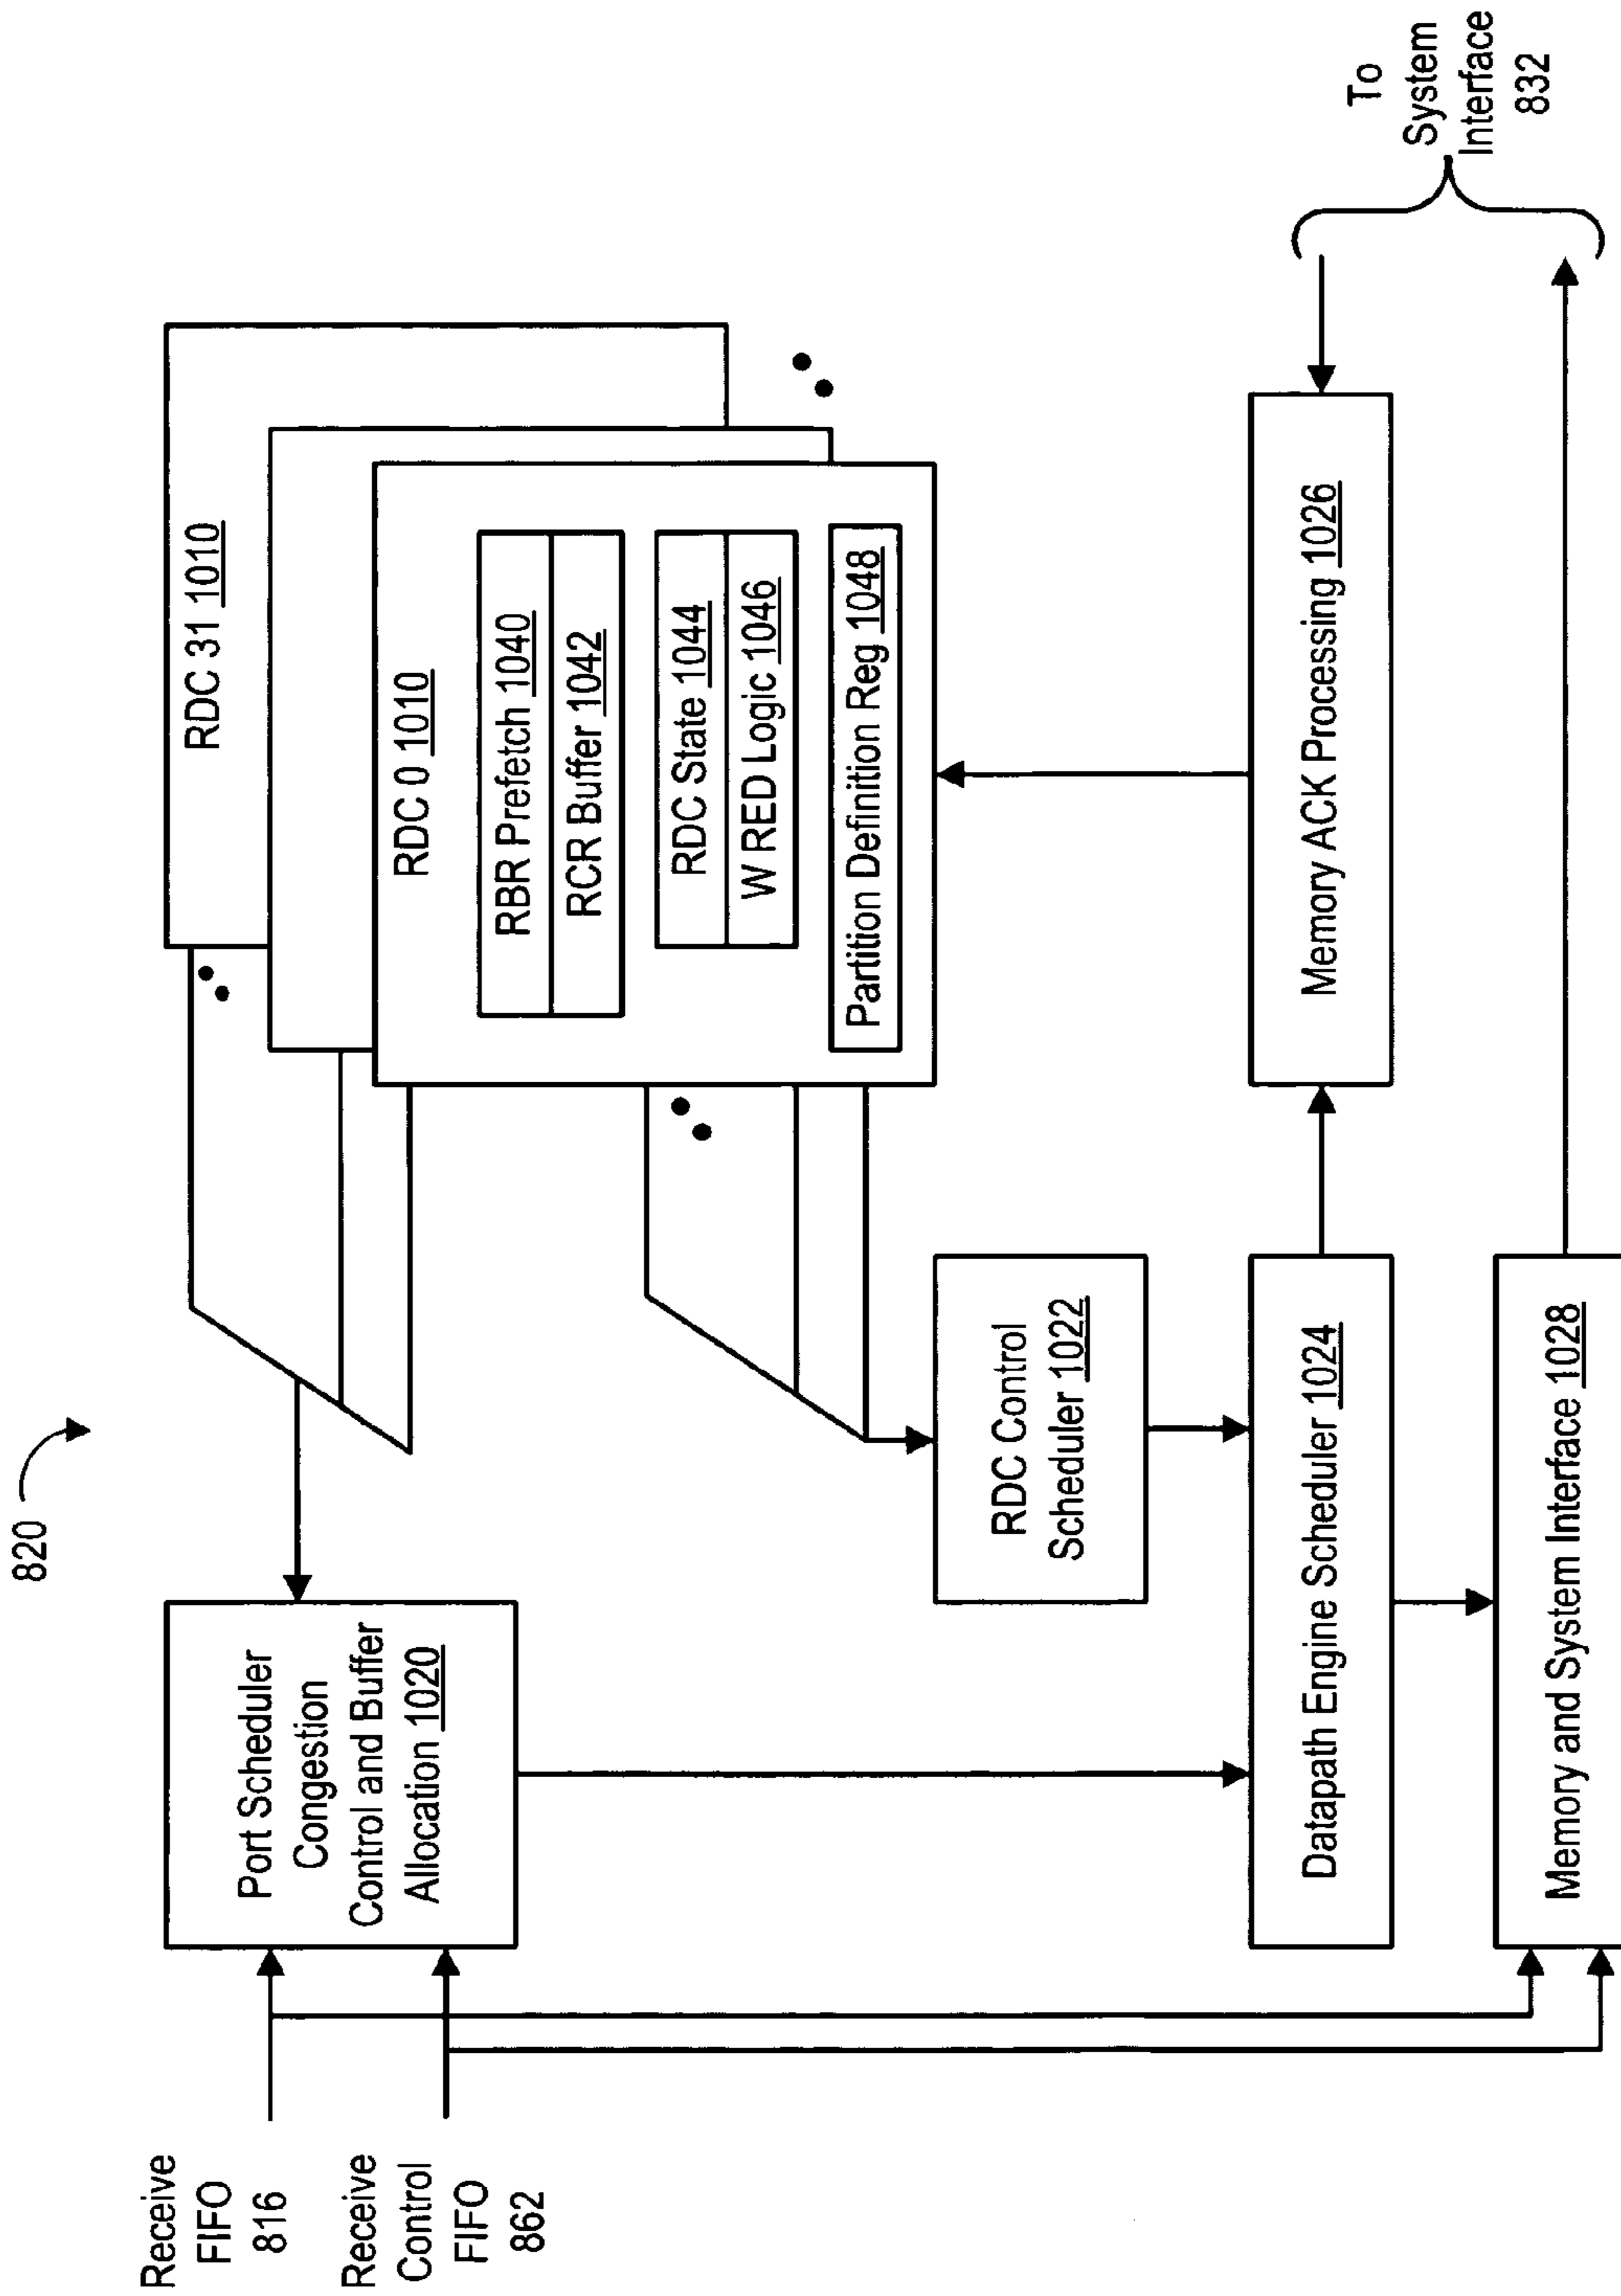 820
Receive
FIFO
816
Receive
Control
FIFO
862
Port Scheduler
Congestion
Control and Buffer
Allocation 1020
RDC 31 1010
RDC 0 1010
RBR Prefetch 1040
RCR Buffer 1042
RDC State 1044
W RED Logic 1046
Partition Definition Reg 1048
RDC Control
Scheduler 1022
Datapath Engine Scheduler 1024
Memory ACK Processing 1026
Memory and System Interface 1028
To
System
Interface
832